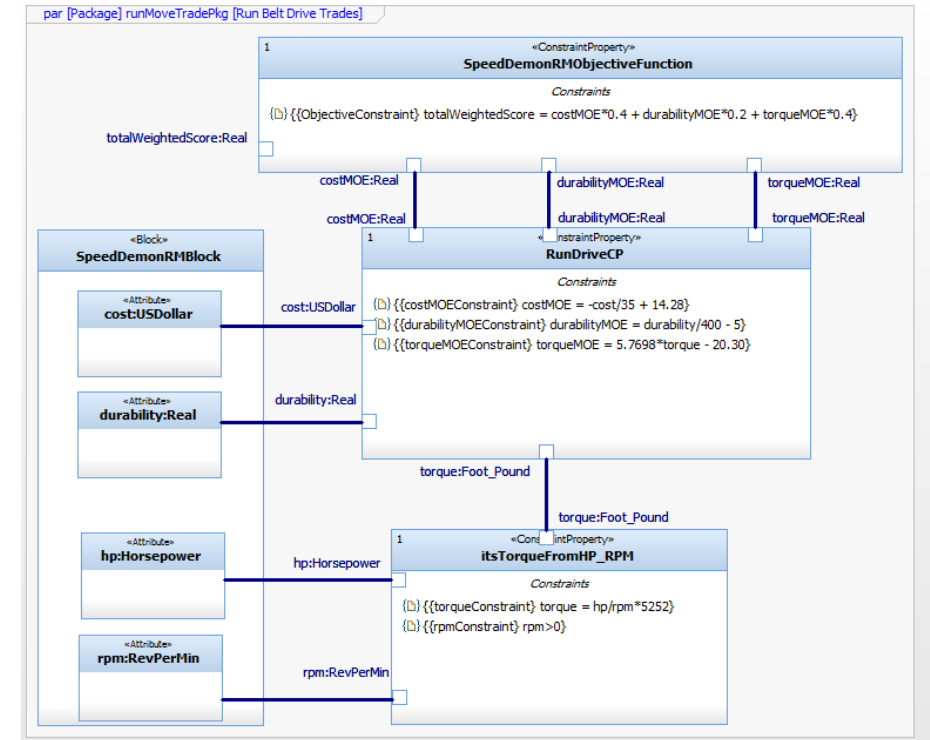 par [Package] runMoveTradePkg [Run Belt Drive Trades]
1
«ConstraintProperty»
SpeedDemonRMObjectiveFunction
Constraints
{{ObjectiveConstraint} totalWeightedScore = costMOE*0.4 + durabilityMOE*0.2 + torqueMOE*0.4}
totalWeightedScore:Real
costMOE:Real
durabilityMOE:Real
torqueMOE:Real
costMOE:Real
durabilityMOE:Real
torqueMOE:Real
«Block»
SpeedDemonRMBlock
1
nstraintProperty»
RunDriveCP
Constraints
{{costMOEConstraint} costMOE = -cost/35 + 14.28}
{{durabilityMOEConstraint} durabilityMOE = durability/400 - 5}
{{torqueMOEConstraint} torqueMOE = 5.7698*torque - 20.30}
«Attribute»
cost:USDollar
cost:USDollar
«Attribute»
durability:Real
durability:Real
torque:Foot_Pound
torque:Foot_Pound
«Attribute»
hp:Horsepower
hp:Horsepower
1
«Cons intProperty»
itsTorqueFromHP_RPM
Constraints
{{torqueConstraint} torque = hp/rpm*5252}
{{rpmConstraint} rpm>0}
«Attribute»
rpm:RevPerMin
rpm:RevPerMin